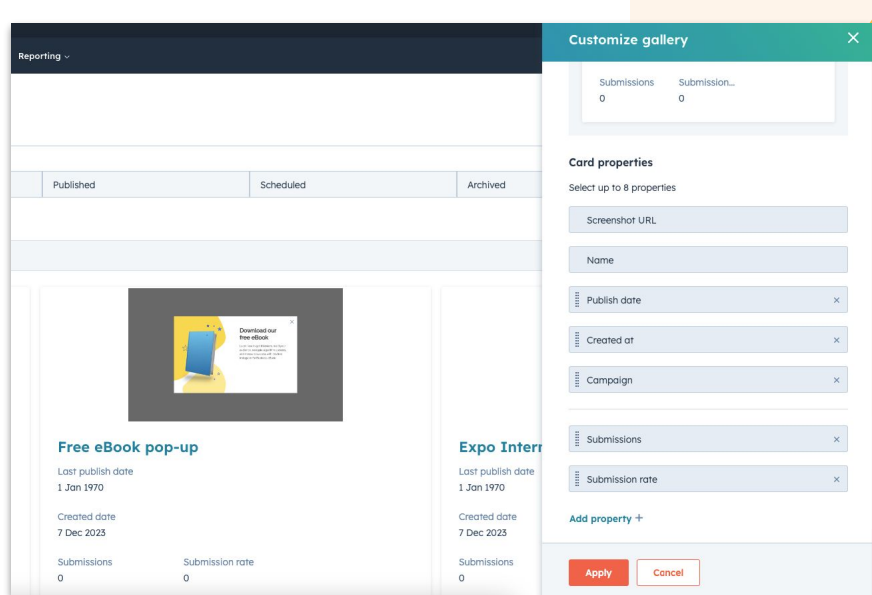 Reporting
Customize gallery
Submissions Submission...
0 0
Card properties
Select up to 8 properties
Screenshot URL
Name
Publish date
Created at
Campaign
Submissions
Submission rate
Add property +
Apply Cancel
Published Scheduled Archived
Download our
free eBook
Free eBook pop-up
Last publish date
1 Jan 1970
Created date
7 Dec 2023
Submissions Submission rate
0 0
Expo Intern
Last publish date
1 Jan 1970
Created date
7 Dec 2023
Submissions
0